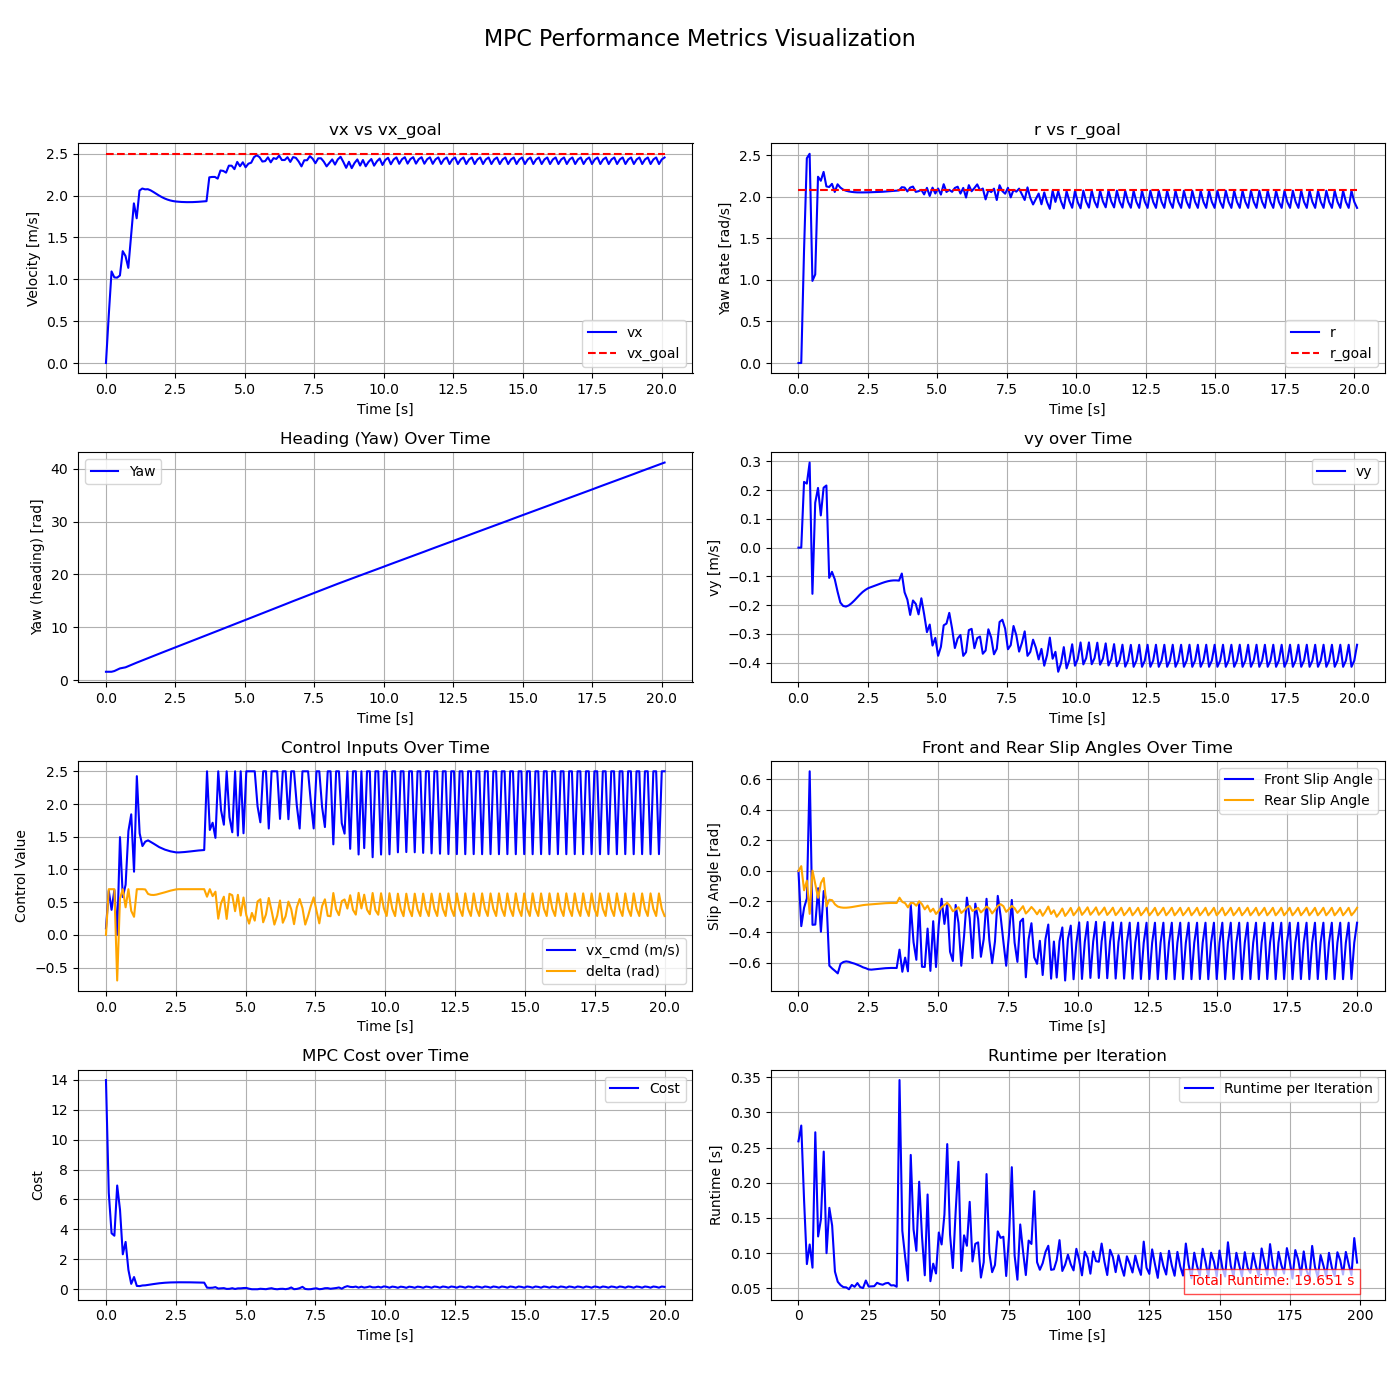 MPC Performance Metrics Visualization
vx vs vx_goal
Velocity [m/s]
2.5
2.0
1.5
1.0
0.5
0.0
vx
vx_goal
0.0 2.5 5.0 7.5 10.0 12.5 15.0 17.5 20.0
Time [s]
r vs r_goal
Yaw Rate [rad/s]
2.5
2.0
1.5
1.0
0.5
0.0
r
r_goal
0.0 2.5 5.0 7.5 10.0 12.5 15.0 17.5 20.0
Time [s]
Heading (Yaw) Over Time
Yaw (heading) [rad]
40
30
20
10
0
Yaw
0.0 2.5 5.0 7.5 10.0 12.5 15.0 17.5 20.0
Time [s]
vy over Time
vy [m/s]
0.3
0.2
0.1
0.0
−0.1
−0.2
−0.3
−0.4
vy
0.0 2.5 5.0 7.5 10.0 12.5 15.0 17.5 20.0
Time [s]
Control Inputs Over Time
Control Value
2.5
2.0
1.5
1.0
0.5
0.0
−0.5
vx_cmd (m/s)
delta (rad)
0.0 2.5 5.0 7.5 10.0 12.5 15.0 17.5 20.0
Time [s]
Front and Rear Slip Angles Over Time
Slip Angle [rad]
0.6
0.4
0.2
0.0
−0.2
−0.4
−0.6
Front Slip Angle
Rear Slip Angle
0.0 2.5 5.0 7.5 10.0 12.5 15.0 17.5 20.0
Time [s]
MPC Cost over Time
Cost
14
12
10
8
6
4
2
0
Cost
0.0 2.5 5.0 7.5 10.0 12.5 15.0 17.5 20.0
Time [s]
Runtime per Iteration
Runtime [s]
0.35
0.30
0.25
0.20
0.15
0.10
0.05
Runtime per Iteration
Total Runtime: 19.651 s
0 25 50 75 100 125 150 175 200
Time [s]